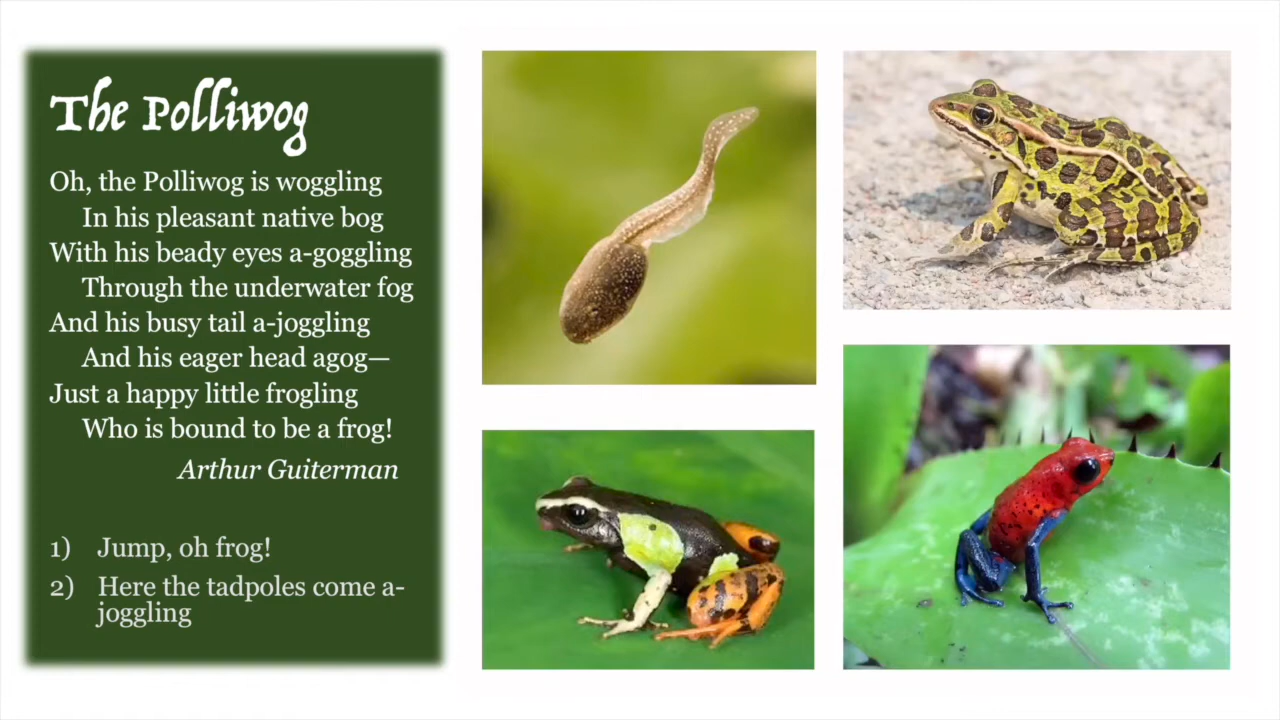 The Polliwog
Oh, the Polliwog is woggling
In his pleasant native bog
With his beady eyes a-goggling
Through the underwater fog
And his busy tail a-joggling
And his eager head agog—
Just a happy little frogling
Who is bound to be a frog!
Arthur Guiterman
1) Jump, oh frog!
2) Here the tadpoles come a-
joggling